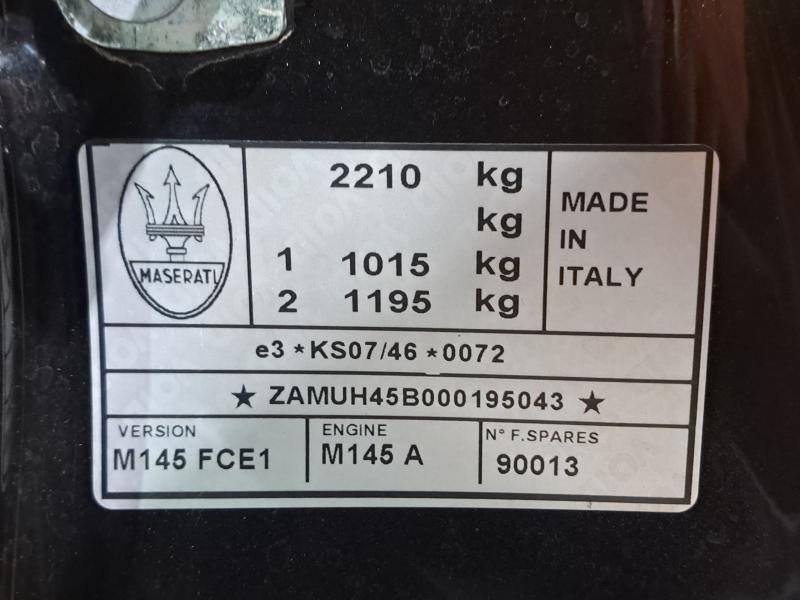 MASERATI
2210 kg
kg
1 1015 kg
2 1195 kg
MADE
IN
ITALY
e3 *KS07/46 *0072
★ ZAMUH45B000195043 ★
VERSION
M145 FCE1
ENGINE
M145 A
N° F.SPARES
90013